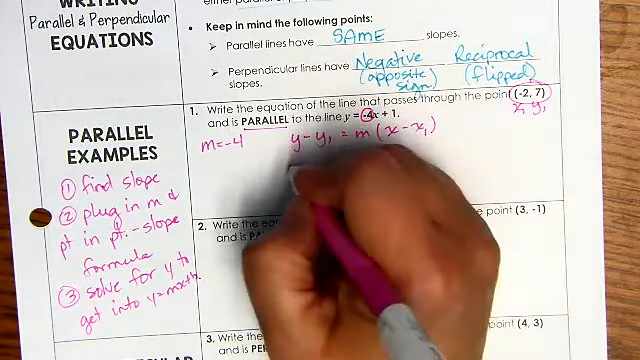 WRITING
Parallel & Perpendicular
EQUATIONS
either
Keep in mind the following points:
Parallel lines have SAME slopes.
Perpendicular lines have Negative (opposite sign) Reciprocal (flipped)
slopes.
1. Write the equation of the line that passes through the point (-2, 7)
and is PARALLEL to the line y = -4x + 1.
x₁ y₁
m=-4 y - y₁ = m(x - x₁)
PARALLEL
EXAMPLES
① find slope
② plug in m &
pt in pt.-slope
formula
③ solve for y to
get into y=mx+b.
2. Write the
point (3, -1)
and is
3. Write the
point (4, 3)
and is